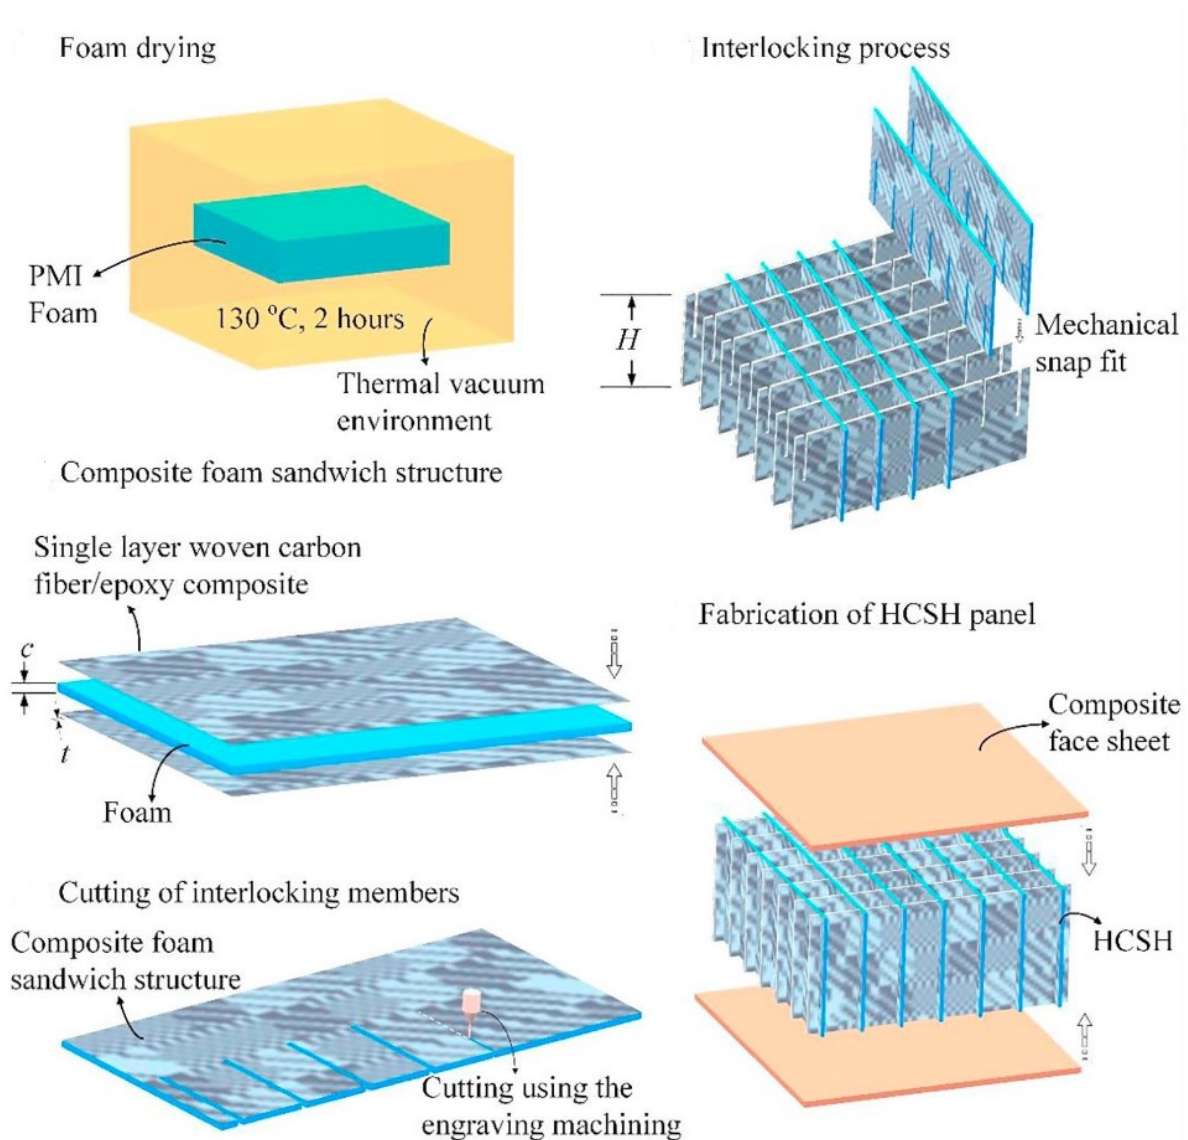 Foam drying
PMI
Foam
130 °C, 2 hours
Thermal vacuum
environment
Composite foam sandwich structure
Single layer woven carbon
fiber/epoxy composite
c
t
Foam
Cutting of interlocking members
Composite foam
sandwich structure
Cutting using the
engraving machining
Interlocking process
H
Mechanical
snap fit
Fabrication of HCSH panel
Composite
face sheet
HCSH